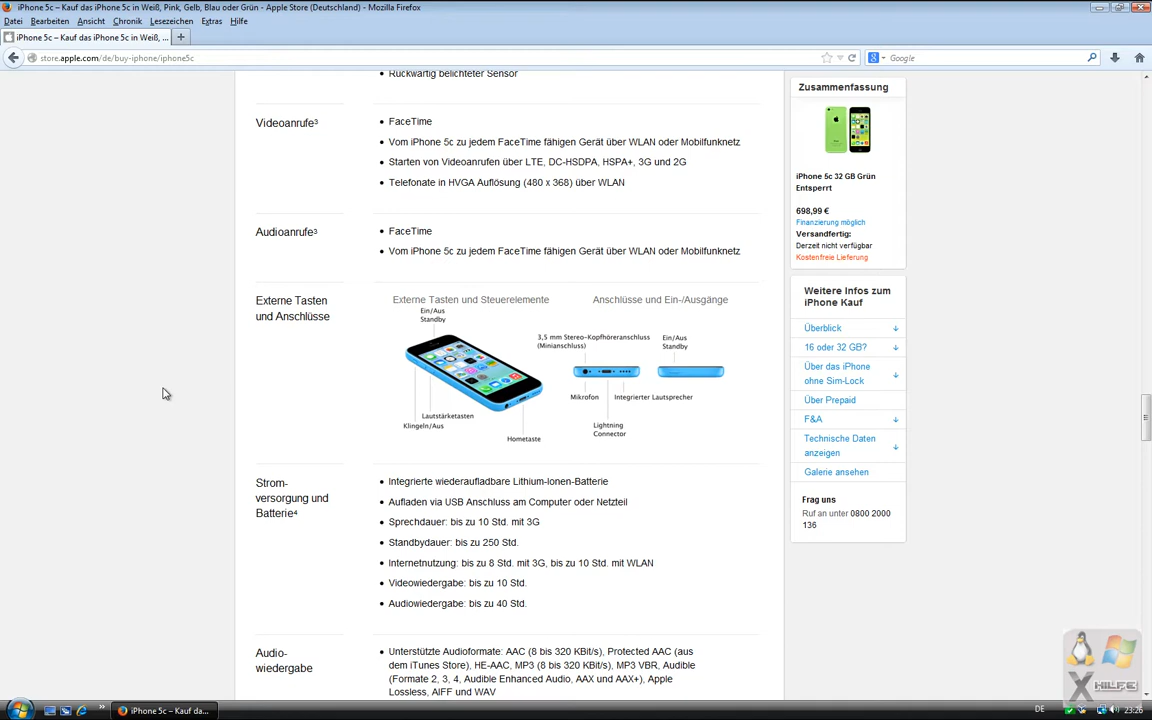 iPhone 5c – Kauf das iPhone 5c in Weiß, Pink, Gelb, Blau oder Grün - Apple Store (Deutschland) - Mozilla Firefox
Datei Bearbeiten Ansicht Chronik Lesezeichen Extras Hilfe
iPhone 5c – Kauf das iPhone 5c in Weiß, ...
store.apple.com/de/buy-iphone/iphone5c
Google
Rückwärtig belichteter Sensor
Videoanrufe³
• FaceTime
• Vom iPhone 5c zu jedem FaceTime fähigen Gerät über WLAN oder Mobilfunknetz
• Starten von Videoanrufen über LTE, DC-HSDPA, HSPA+, 3G und 2G
• Telefonate in HVGA Auflösung (480 x 368) über WLAN
Audioanrufe³
• FaceTime
• Vom iPhone 5c zu jedem FaceTime fähigen Gerät über WLAN oder Mobilfunknetz
Externe Tasten
und Anschlüsse
Externe Tasten und Steuerelemente
Ein/Aus
Standby
Lautstärketasten
Klingeln/Aus
Hometaste
Anschlüsse und Ein-/Ausgänge
3,5 mm Stereo-Kopfhöreranschluss
(Minianschluss)
Ein/Aus
Standby
Mikrofon
Integrierter Lautsprecher
Lightning
Connector
Strom-
versorgung und
Batterie⁴
• Integrierte wiederaufladbare Lithium-Ionen-Batterie
• Aufladen via USB Anschluss am Computer oder Netzteil
• Sprechdauer: bis zu 10 Std. mit 3G
• Standbydauer: bis zu 250 Std.
• Internetnutzung: bis zu 8 Std. mit 3G, bis zu 10 Std. mit WLAN
• Videowiedergabe: bis zu 10 Std.
• Audiowiedergabe: bis zu 40 Std.
Audio-
wiedergabe
• Unterstützte Audioformate: AAC (8 bis 320 KBit/s), Protected AAC (aus
dem iTunes Store), HE-AAC, MP3 (8 bis 320 KBit/s), MP3 VBR, Audible
(Formate 2, 3, 4, Audible Enhanced Audio, AAX und AAX+), Apple
Lossless, AIFF und WAV
Zusammenfassung
iPhone 5c 32 GB Grün
Entsperrt
698,99 €
Finanzierung möglich
Versandfertig:
Derzeit nicht verfügbar
Kostenfreie Lieferung
Weitere Infos zum
iPhone Kauf
Überblick
16 oder 32 GB?
Über das iPhone
ohne Sim-Lock
Über Prepaid
F&A
Technische Daten
anzeigen
Galerie ansehen
Frag uns
Ruf an unter 0800 2000
136
X HILFE
iPhone 5c – Kauf da...
DE
23:26